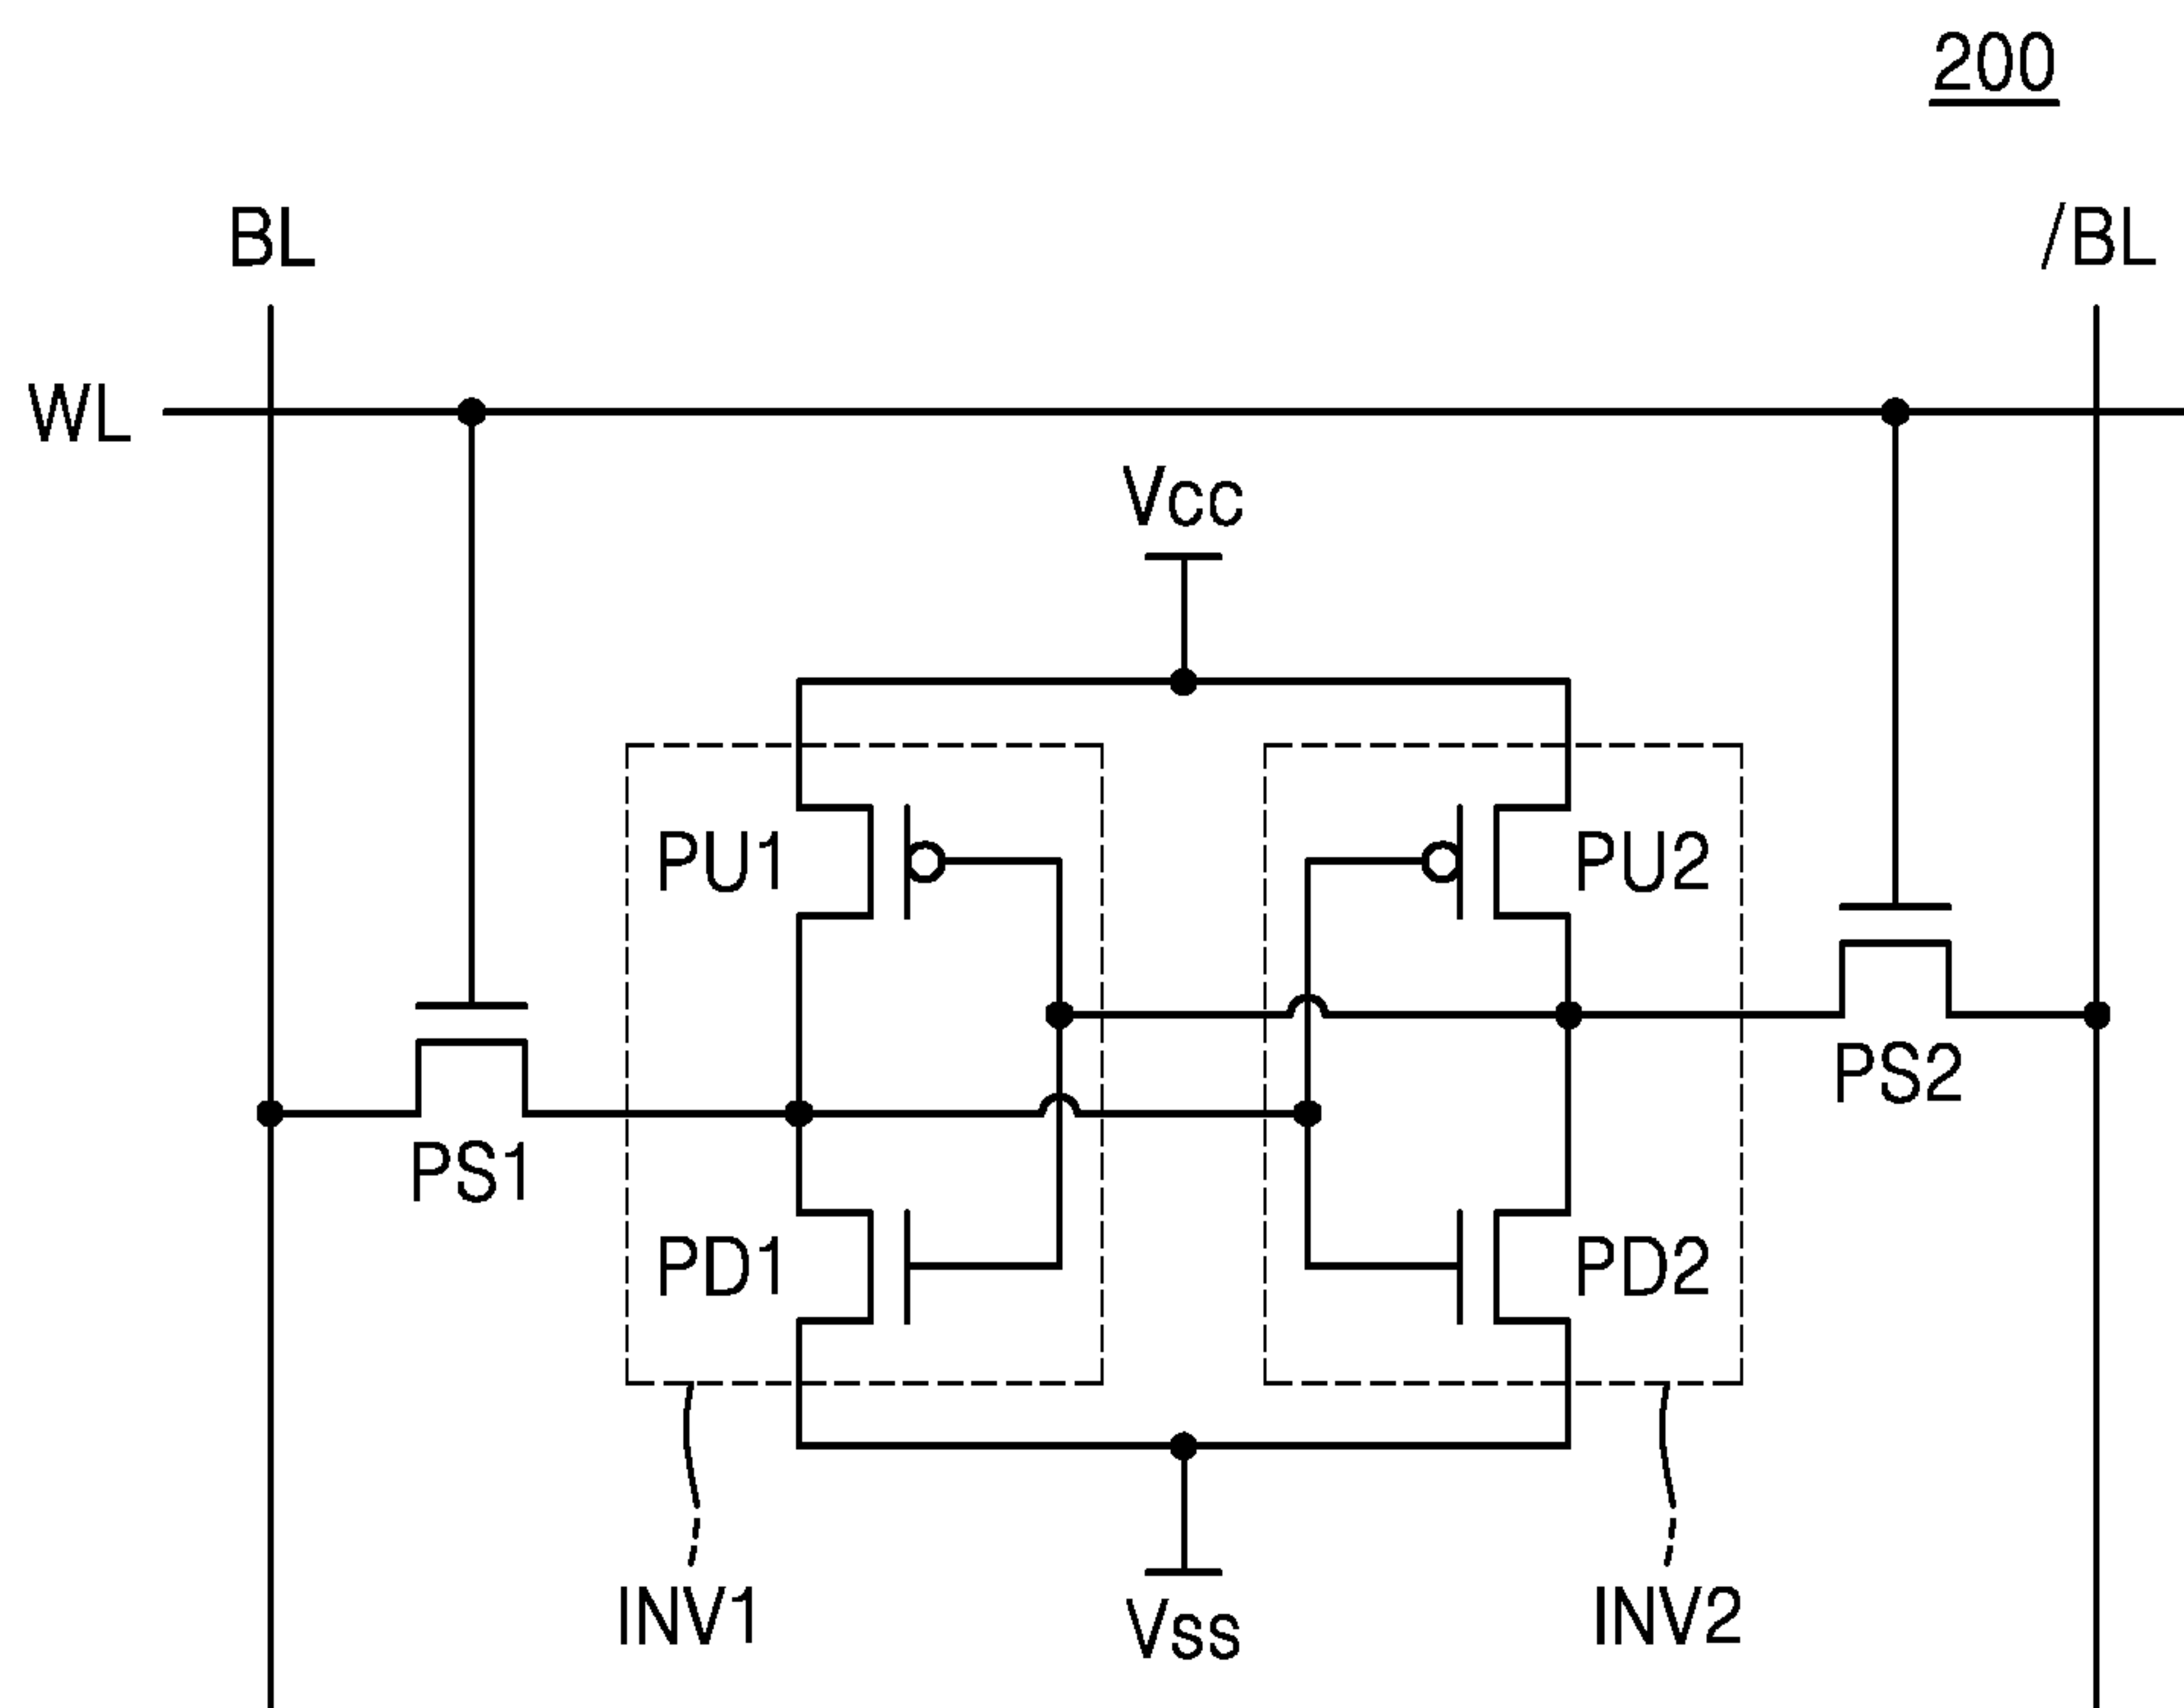 200
BL
/BL
WL
Vcc
PU1
PU2
PS2
PS1
PD1
PD2
INV1
Vss
INV2